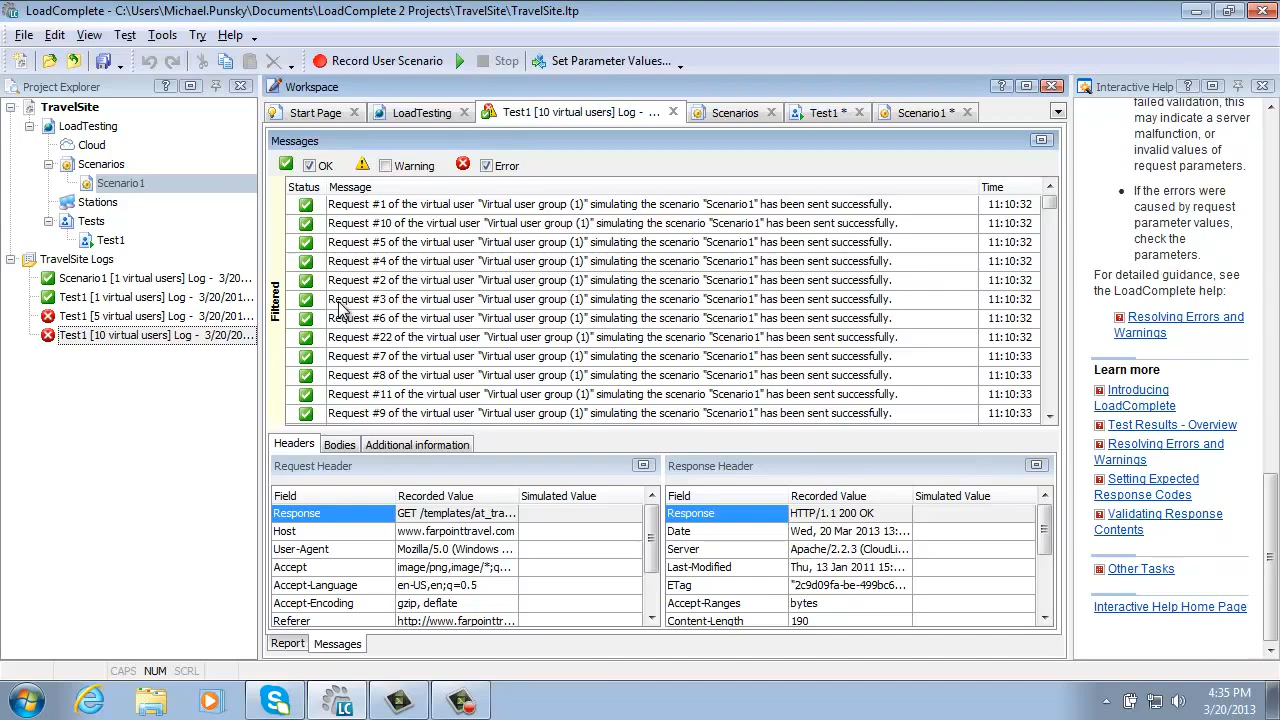 LoadComplete - C:\Users\Michael.Punsky\Documents\LoadComplete 2 Projects\TravelSite\TravelSite.ltp
File Edit View Test Tools Try Help
Record User Scenario Stop Set Parameter Values...
Project Explorer
TravelSite
LoadTesting
Cloud
Scenarios
Scenario1
Stations
Tests
Test1
TravelSite Logs
Scenario1 [1 virtual users] Log - 3/20...
Test1 [1 virtual users] Log - 3/20/201...
Test1 [5 virtual users] Log - 3/20/201...
Test1 [10 virtual users] Log - 3/20/20...
Workspace
Start Page LoadTesting Test1 [10 virtual users] Log - ... Scenarios Test1 * Scenario1 *
Messages
OK Warning Error
Filtered
Status Message Time
Request #1 of the virtual user "Virtual user group (1)" simulating the scenario "Scenario1" has been sent successfully. 11:10:32
Request #10 of the virtual user "Virtual user group (1)" simulating the scenario "Scenario1" has been sent successfully. 11:10:32
Request #5 of the virtual user "Virtual user group (1)" simulating the scenario "Scenario1" has been sent successfully. 11:10:32
Request #4 of the virtual user "Virtual user group (1)" simulating the scenario "Scenario1" has been sent successfully. 11:10:32
Request #2 of the virtual user "Virtual user group (1)" simulating the scenario "Scenario1" has been sent successfully. 11:10:32
Request #3 of the virtual user "Virtual user group (1)" simulating the scenario "Scenario1" has been sent successfully. 11:10:32
Request #6 of the virtual user "Virtual user group (1)" simulating the scenario "Scenario1" has been sent successfully. 11:10:32
Request #22 of the virtual user "Virtual user group (1)" simulating the scenario "Scenario1" has been sent successfully. 11:10:32
Request #7 of the virtual user "Virtual user group (1)" simulating the scenario "Scenario1" has been sent successfully. 11:10:33
Request #8 of the virtual user "Virtual user group (1)" simulating the scenario "Scenario1" has been sent successfully. 11:10:33
Request #11 of the virtual user "Virtual user group (1)" simulating the scenario "Scenario1" has been sent successfully. 11:10:33
Request #9 of the virtual user "Virtual user group (1)" simulating the scenario "Scenario1" has been sent successfully. 11:10:33
Headers Bodies Additional information
Request Header
Field Recorded Value Simulated Value
Response GET /templates/at_tra...
Host www.farpointtravel.com
User-Agent Mozilla/5.0 (Windows ...
Accept image/png,image/*;q...
Accept-Language en-US,en;q=0.5
Accept-Encoding gzip, deflate
Referer http://www.farpointtr...
Response Header
Field Recorded Value Simulated Value
Response HTTP/1.1 200 OK
Date Wed, 20 Mar 2013 13:...
Server Apache/2.2.3 (CloudLi...
Last-Modified Thu, 13 Jan 2011 15:...
ETag "2c9d09fa-be-499bc6...
Accept-Ranges bytes
Content-Length 190
Report Messages
Interactive Help
failed validation, this
may indicate a server
malfunction, or
invalid values of
request parameters.
• If the errors were
caused by request
parameter values,
check the
parameters.
For detailed guidance, see
the LoadComplete help:
Resolving Errors and
Warnings
Learn more
Introducing
LoadComplete
Test Results - Overview
Resolving Errors and
Warnings
Setting Expected
Response Codes
Validating Response
Contents
Other Tasks
Interactive Help Home Page
CAPS NUM SCRL
LC
4:35 PM
3/20/2013